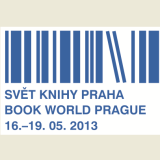 SVĚT KNIHY PRAHA
BOOK WORLD PRAGUE
16.–19. 05. 2013